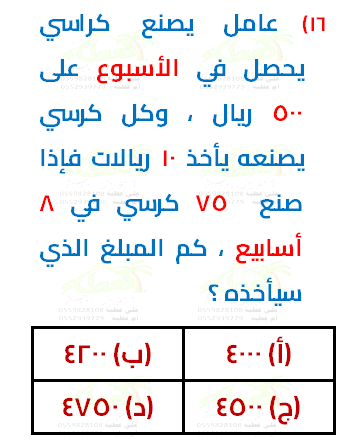 ١٦) عامل يصنع كراسي
يحصل في الأسبوع على
٥٠٠ ريال ، وكل كرسي
يصنعه يأخذ ١٠ ريالات فإذا
صنع ٧٥ كرسي في ٨
أسابيع ، كم المبلغ الذي
سيأخذه ؟
(أ) ٤٠٠٠ (ب) ٤٢٠٠
(ج) ٤٥٠٠ (د) ٤٧٥٠